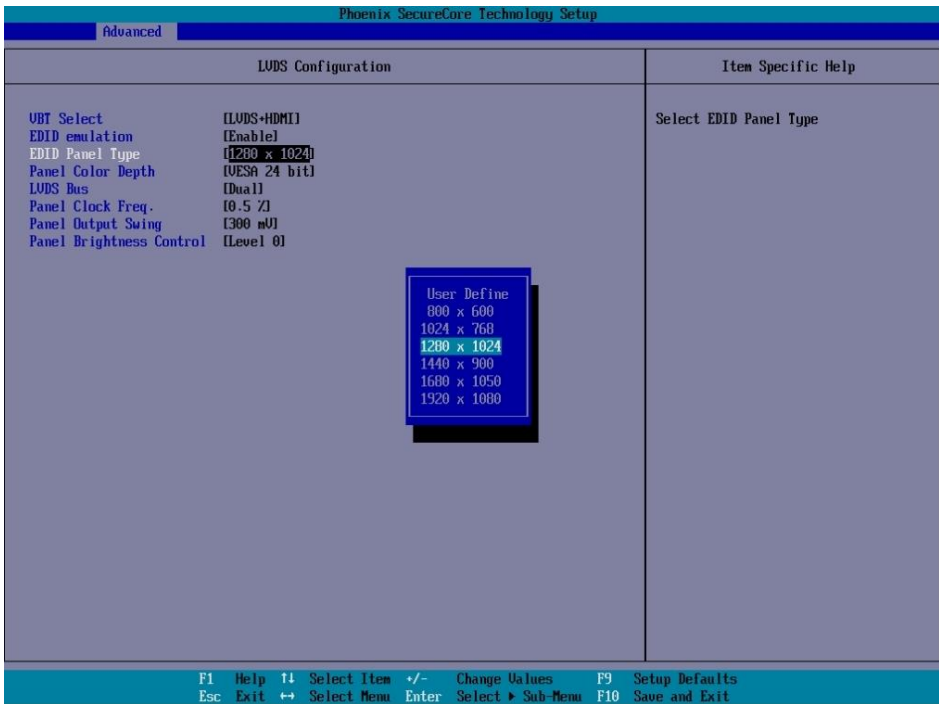 Phoenix SecureCore Technology Setup
Advanced
LVDS Configuration
Item Specific Help
VBT Select [LVDS+HDMI]
Select EDID Panel Type
EDID emulation [Enable]
EDID Panel Type [1280 x 1024]
Panel Color Depth [VESA 24 bit]
LVDS Bus [Dual]
Panel Clock Freq. [0.5 %]
Panel Output Swing [300 mV]
Panel Brightness Control [Level 0]
User Define
800 x 600
1024 x 768
1280 x 1024
1440 x 900
1680 x 1050
1920 x 1080
F1 Help ↑↓ Select Item +/- Change Values F9 Setup Defaults
Esc Exit ↔ Select Menu Enter Select ▶ Sub-Menu F10 Save and Exit